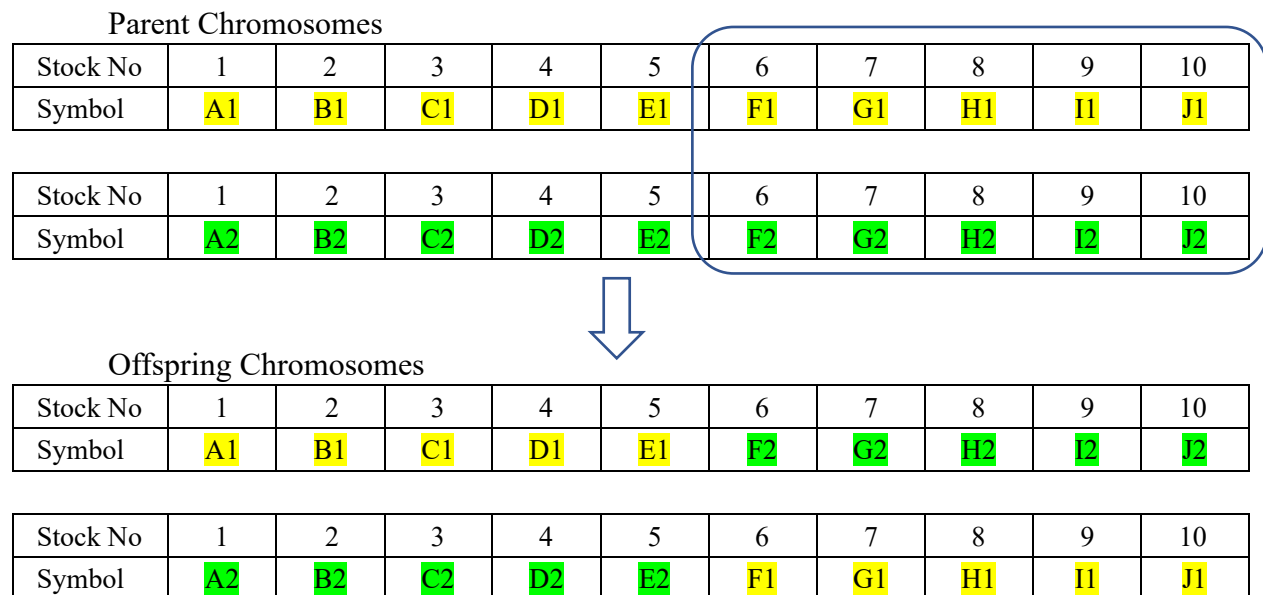 Parent Chromosomes
Stock No 1 2 3 4 5 6 7 8 9 10
Symbol A1 B1 C1 D1 E1 F1 G1 H1 I1 J1
Stock No 1 2 3 4 5 6 7 8 9 10
Symbol A2 B2 C2 D2 E2 F2 G2 H2 I2 J2
Offspring Chromosomes
Stock No 1 2 3 4 5 6 7 8 9 10
Symbol A1 B1 C1 D1 E1 F2 G2 H2 I2 J2
Stock No 1 2 3 4 5 6 7 8 9 10
Symbol A2 B2 C2 D2 E2 F1 G1 H1 I1 J1